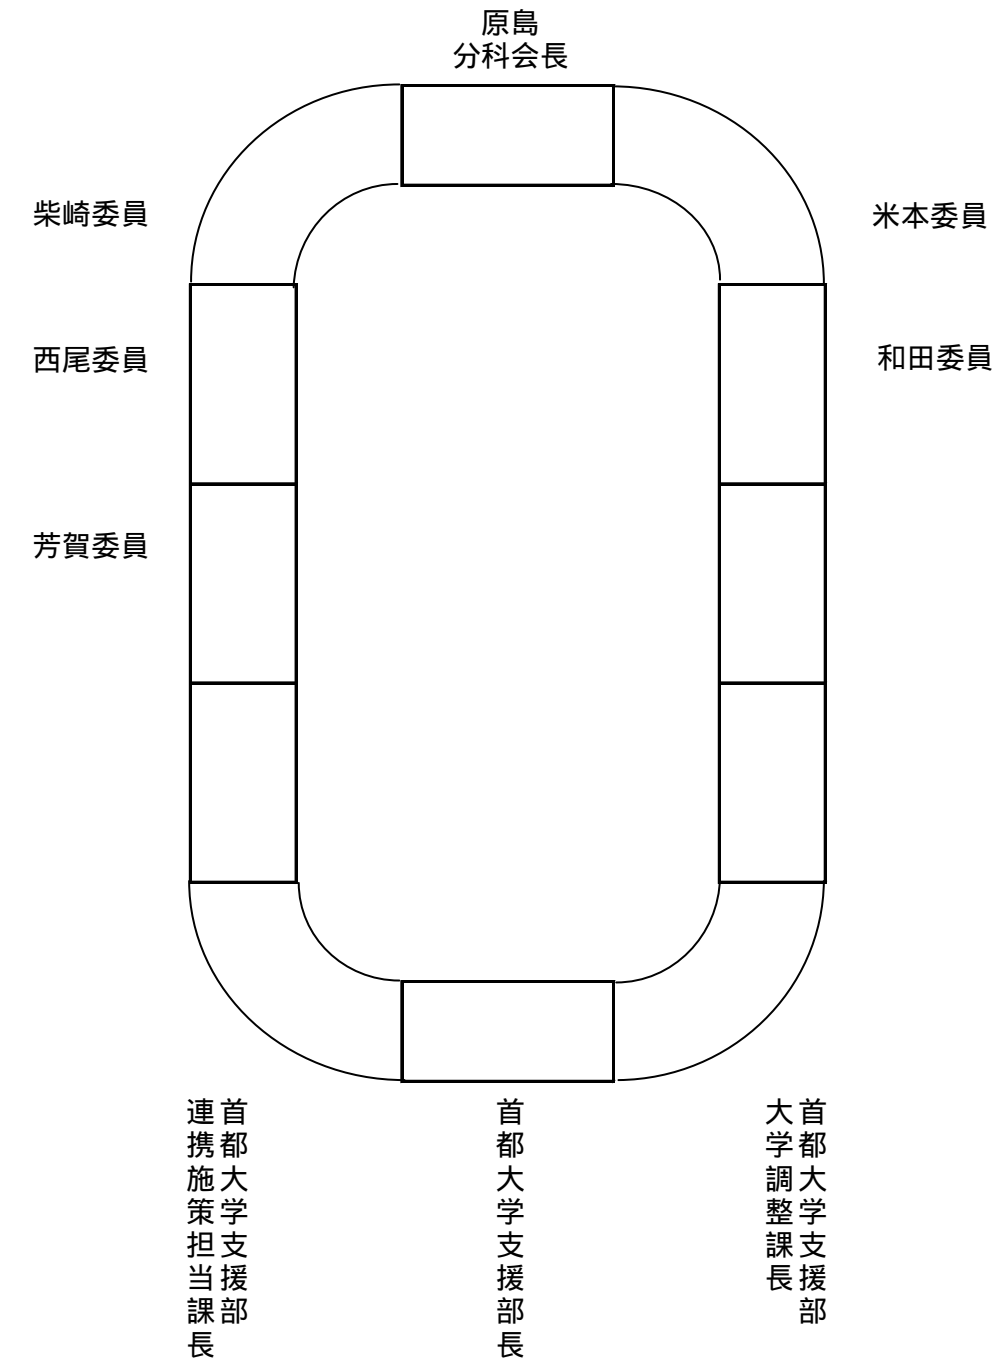 原島
分科会長
柴崎委員
米本委員
西尾委員
和田委員
芳賀委員
首都大学支援部
連携施策担当課長
首都大学支援部長
首都大学支援部
大学調整課長